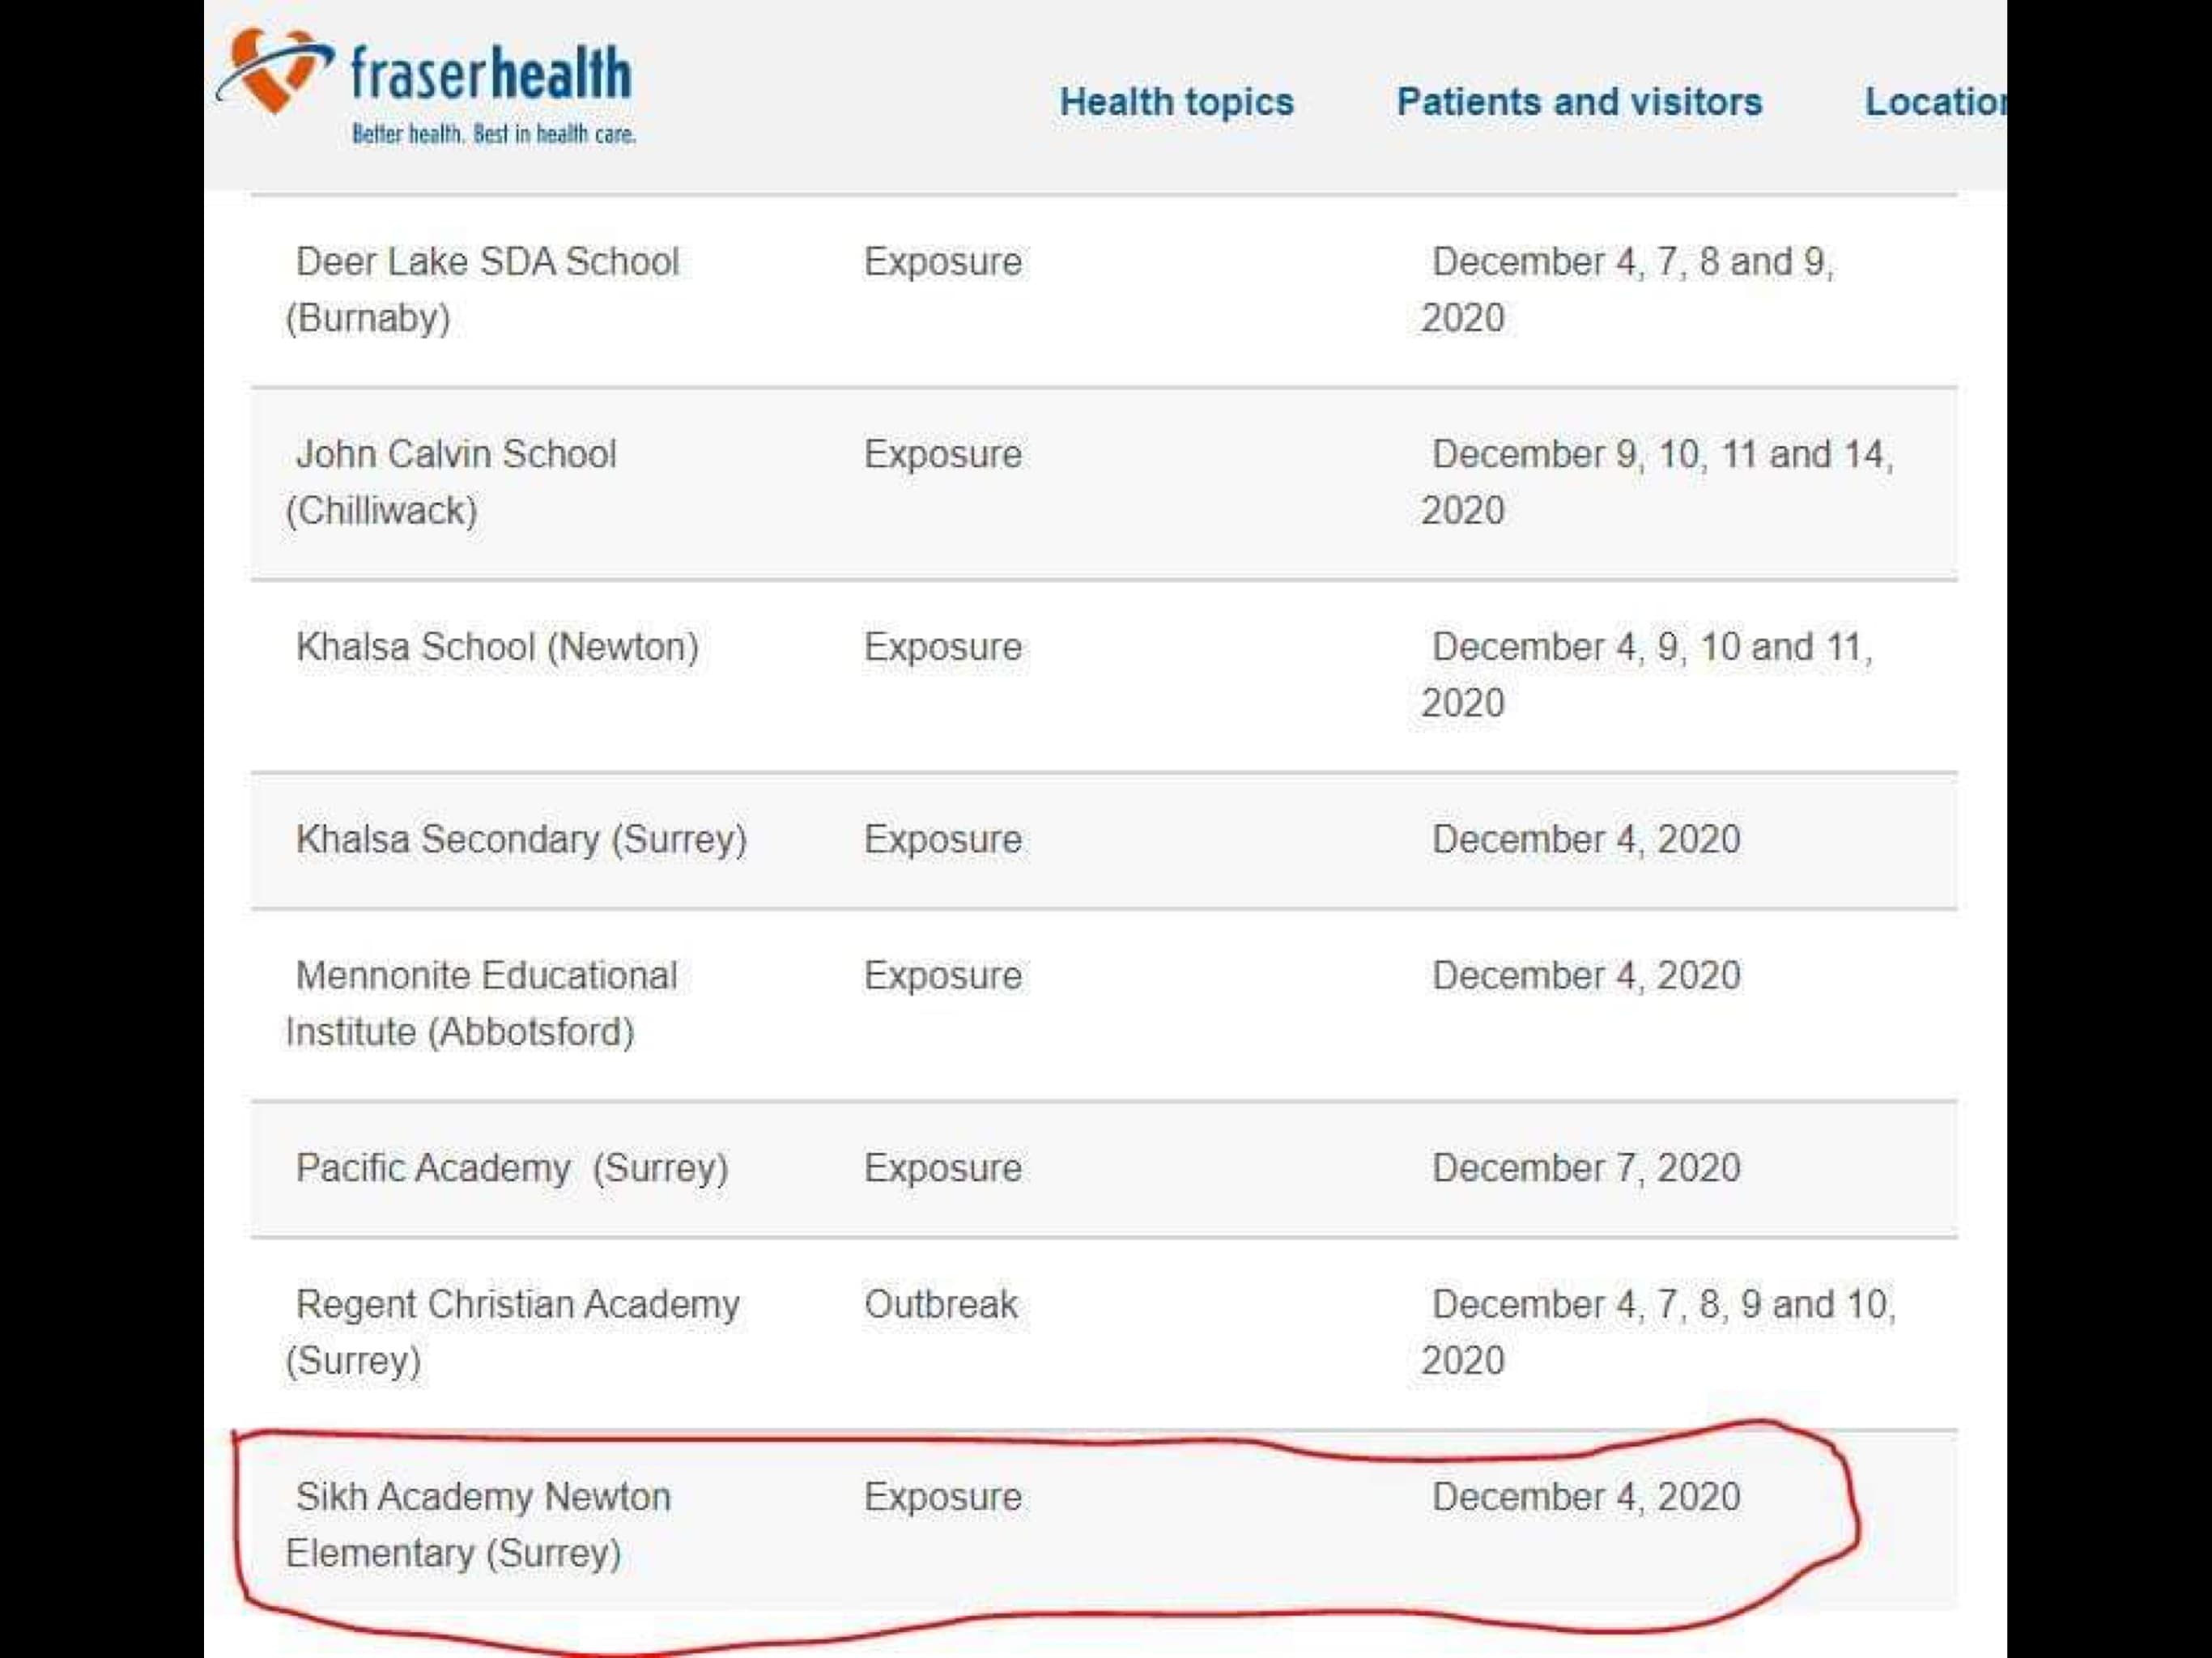 fraserhealth
Better health. Best in health care.
Health topics Patients and visitors Location
Deer Lake SDA School Exposure December 4, 7, 8 and 9,
(Burnaby) 2020
John Calvin School Exposure December 9, 10, 11 and 14,
(Chilliwack) 2020
Khalsa School (Newton) Exposure December 4, 9, 10 and 11,
2020
Khalsa Secondary (Surrey) Exposure December 4, 2020
Mennonite Educational Exposure December 4, 2020
Institute (Abbotsford)
Pacific Academy (Surrey) Exposure December 7, 2020
Regent Christian Academy Outbreak December 4, 7, 8, 9 and 10,
(Surrey) 2020
Sikh Academy Newton Exposure December 4, 2020
Elementary (Surrey)